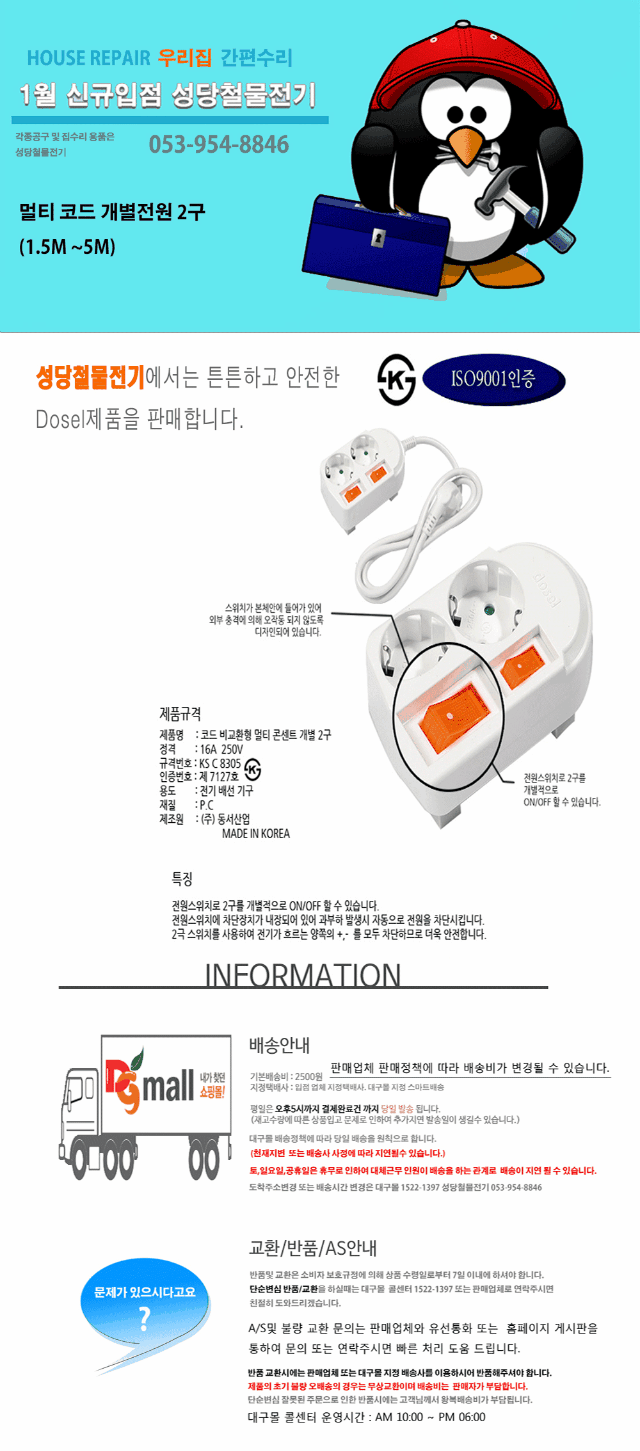 HOUSE REPAIR 우리집 간편수리
1월 신규입점 성당철물전기
각종공구 및 집수리 용품은
성당철물전기
053-954-8846
멀티 코드 개별전원 2구
(1.5M ~5M)
성당철물전기에서는 튼튼하고 안전한
Dosel제품을 판매합니다.
ISO9001인증
dosel
스위치가 본체안에 들어가 있어
외부 충격에 의해 오작동 되지 않도록
디자인되어 있습니다.
제품규격
제품명 : 코드 비교환형 멀티 콘센트 개별 2구
정격 : 16A 250V
규격번호 : KS C 8305
인증번호 : 제 7127호
용도 : 전기 배선 기구
재질 : P.C
제조원 : (주) 동서산업
MADE IN KOREA
전원스위치로 2구를
개별적으로
ON/OFF 할 수 있습니다.
특징
전원스위치로 2구를 개별적으로 ON/OFF 할 수 있습니다.
전원스위치에 차단장치가 내장되어 있어 과부하 발생시 자동으로 전원을 차단시킵니다.
2극 스위치를 사용하여 전기가 흐르는 양쪽의 +,- 를 모두 차단하므로 더욱 안전합니다.
INFORMATION
DGmall 내가 찾던
쇼핑몰!
배송안내
기본배송비 : 2500원 판매업체 판매정책에 따라 배송비가 변경될 수 있습니다.
지정택배사 : 입점 업체 지정택배사, 대구몰 지정 스마트배송
평일은 오후5시까지 결제완료건 까지 당일 발송 됩니다.
(재고수량에 따른 상품입고 문제로 인하여 추가지연 발송일이 생길수 있습니다.)
대구몰 배송정책에 따라 당일 배송을 원칙으로 합니다.
(천재지변 또는 배송사 사정에 따라 지연될수 있습니다.)
토,일요일,공휴일은 휴무로 인하여 대체근무 인원이 배송을 하는 관계로 배송이 지연 될 수 있습니다.
도착주소변경 또는 배송시간 변경은 대구몰 1522-1397 성당철물전기 053-954-8846
문제가 있으시다고요
?
교환/반품/AS안내
반품및 교환은 소비자 보호규정에 의해 상품 수령일로부터 7일 이내에 하셔야 합니다.
단순변심 반품/교환을 하실때는 대구몰 콜센터 1522-1397 또는 판매업체로 연락주시면
친절히 도와드리겠습니다.
A/S및 불량 교환 문의는 판매업체와 유선통화 또는 홈페이지 게시판을
통하여 문의 또는 연락주시면 빠른 처리 도움 드립니다.
반품 교환시에는 판매업체 또는 대구몰 지정 배송사를 이용하시어 반품해주셔야 합니다.
제품의 초기 불량 오배송의 경우는 무상교환이며 배송비는 판매자가 부담합니다.
단순변심 잘못된 주문으로 인한 반품시에는 고객님께서 왕복배송비가 부담됩니다.
대구몰 콜센터 운영시간 : AM 10:00 ~ PM 06:00